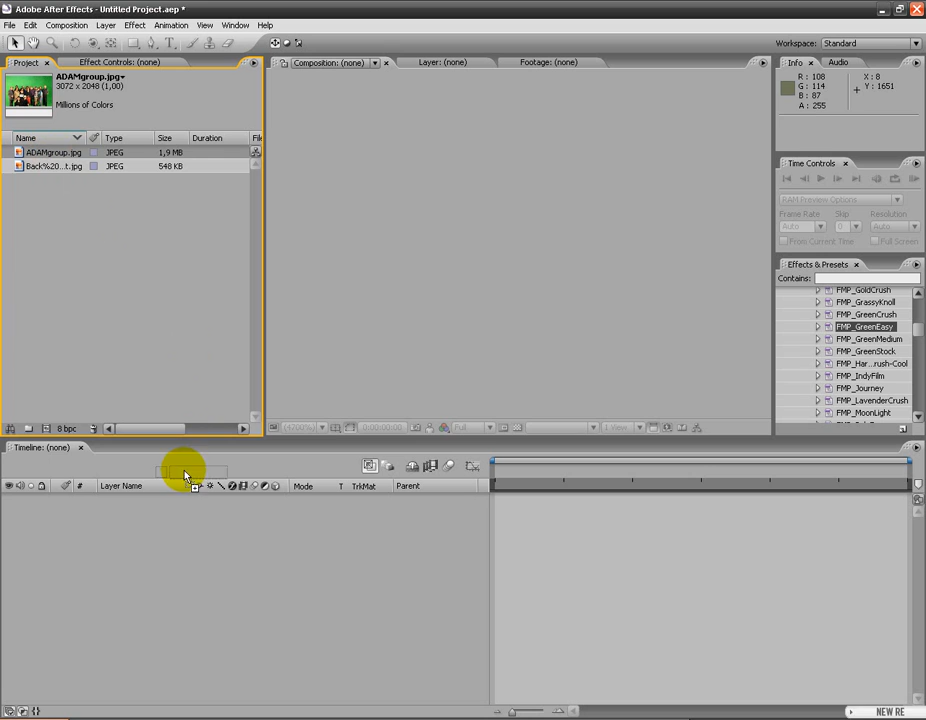 Adobe After Effects - Untitled Project.aep *
File Edit Composition Layer Effect Animation View Window Help
Workspace: Standard
Project Effect Controls: (none)
Composition: (none) Layer: (none) Footage: (none)
Info Audio
ADAMgroup.jpg
3072 x 2048 (1,00)
Millions of Colors
R : 108
G : 114
B : 87
A : 255
X : 8
Y : 1651
Name Type Size Duration File
ADAMgroup.jpg JPEG 1,9 MB
Back%20...t.jpg JPEG 548 KB
Time Controls
RAM Preview Options
Frame Rate Skip Resolution
Auto 0 Auto
From Current Time Full Screen
Effects & Presets
Contains:
FMP_GoldCrush
FMP_GrassyKnoll
FMP_GreenCrush
FMP_GreenEasy
FMP_GreenMedium
FMP_GreenStock
FMP_Har...rush-Cool
FMP_IndyFilm
FMP_Journey
FMP_LavenderCrush
FMP_MoonLight
8 bpc
(4700%) 0:00:00:00 Full 1 View
Timeline: (none)
# Layer Name Mode T TrkMat Parent
NEW RE